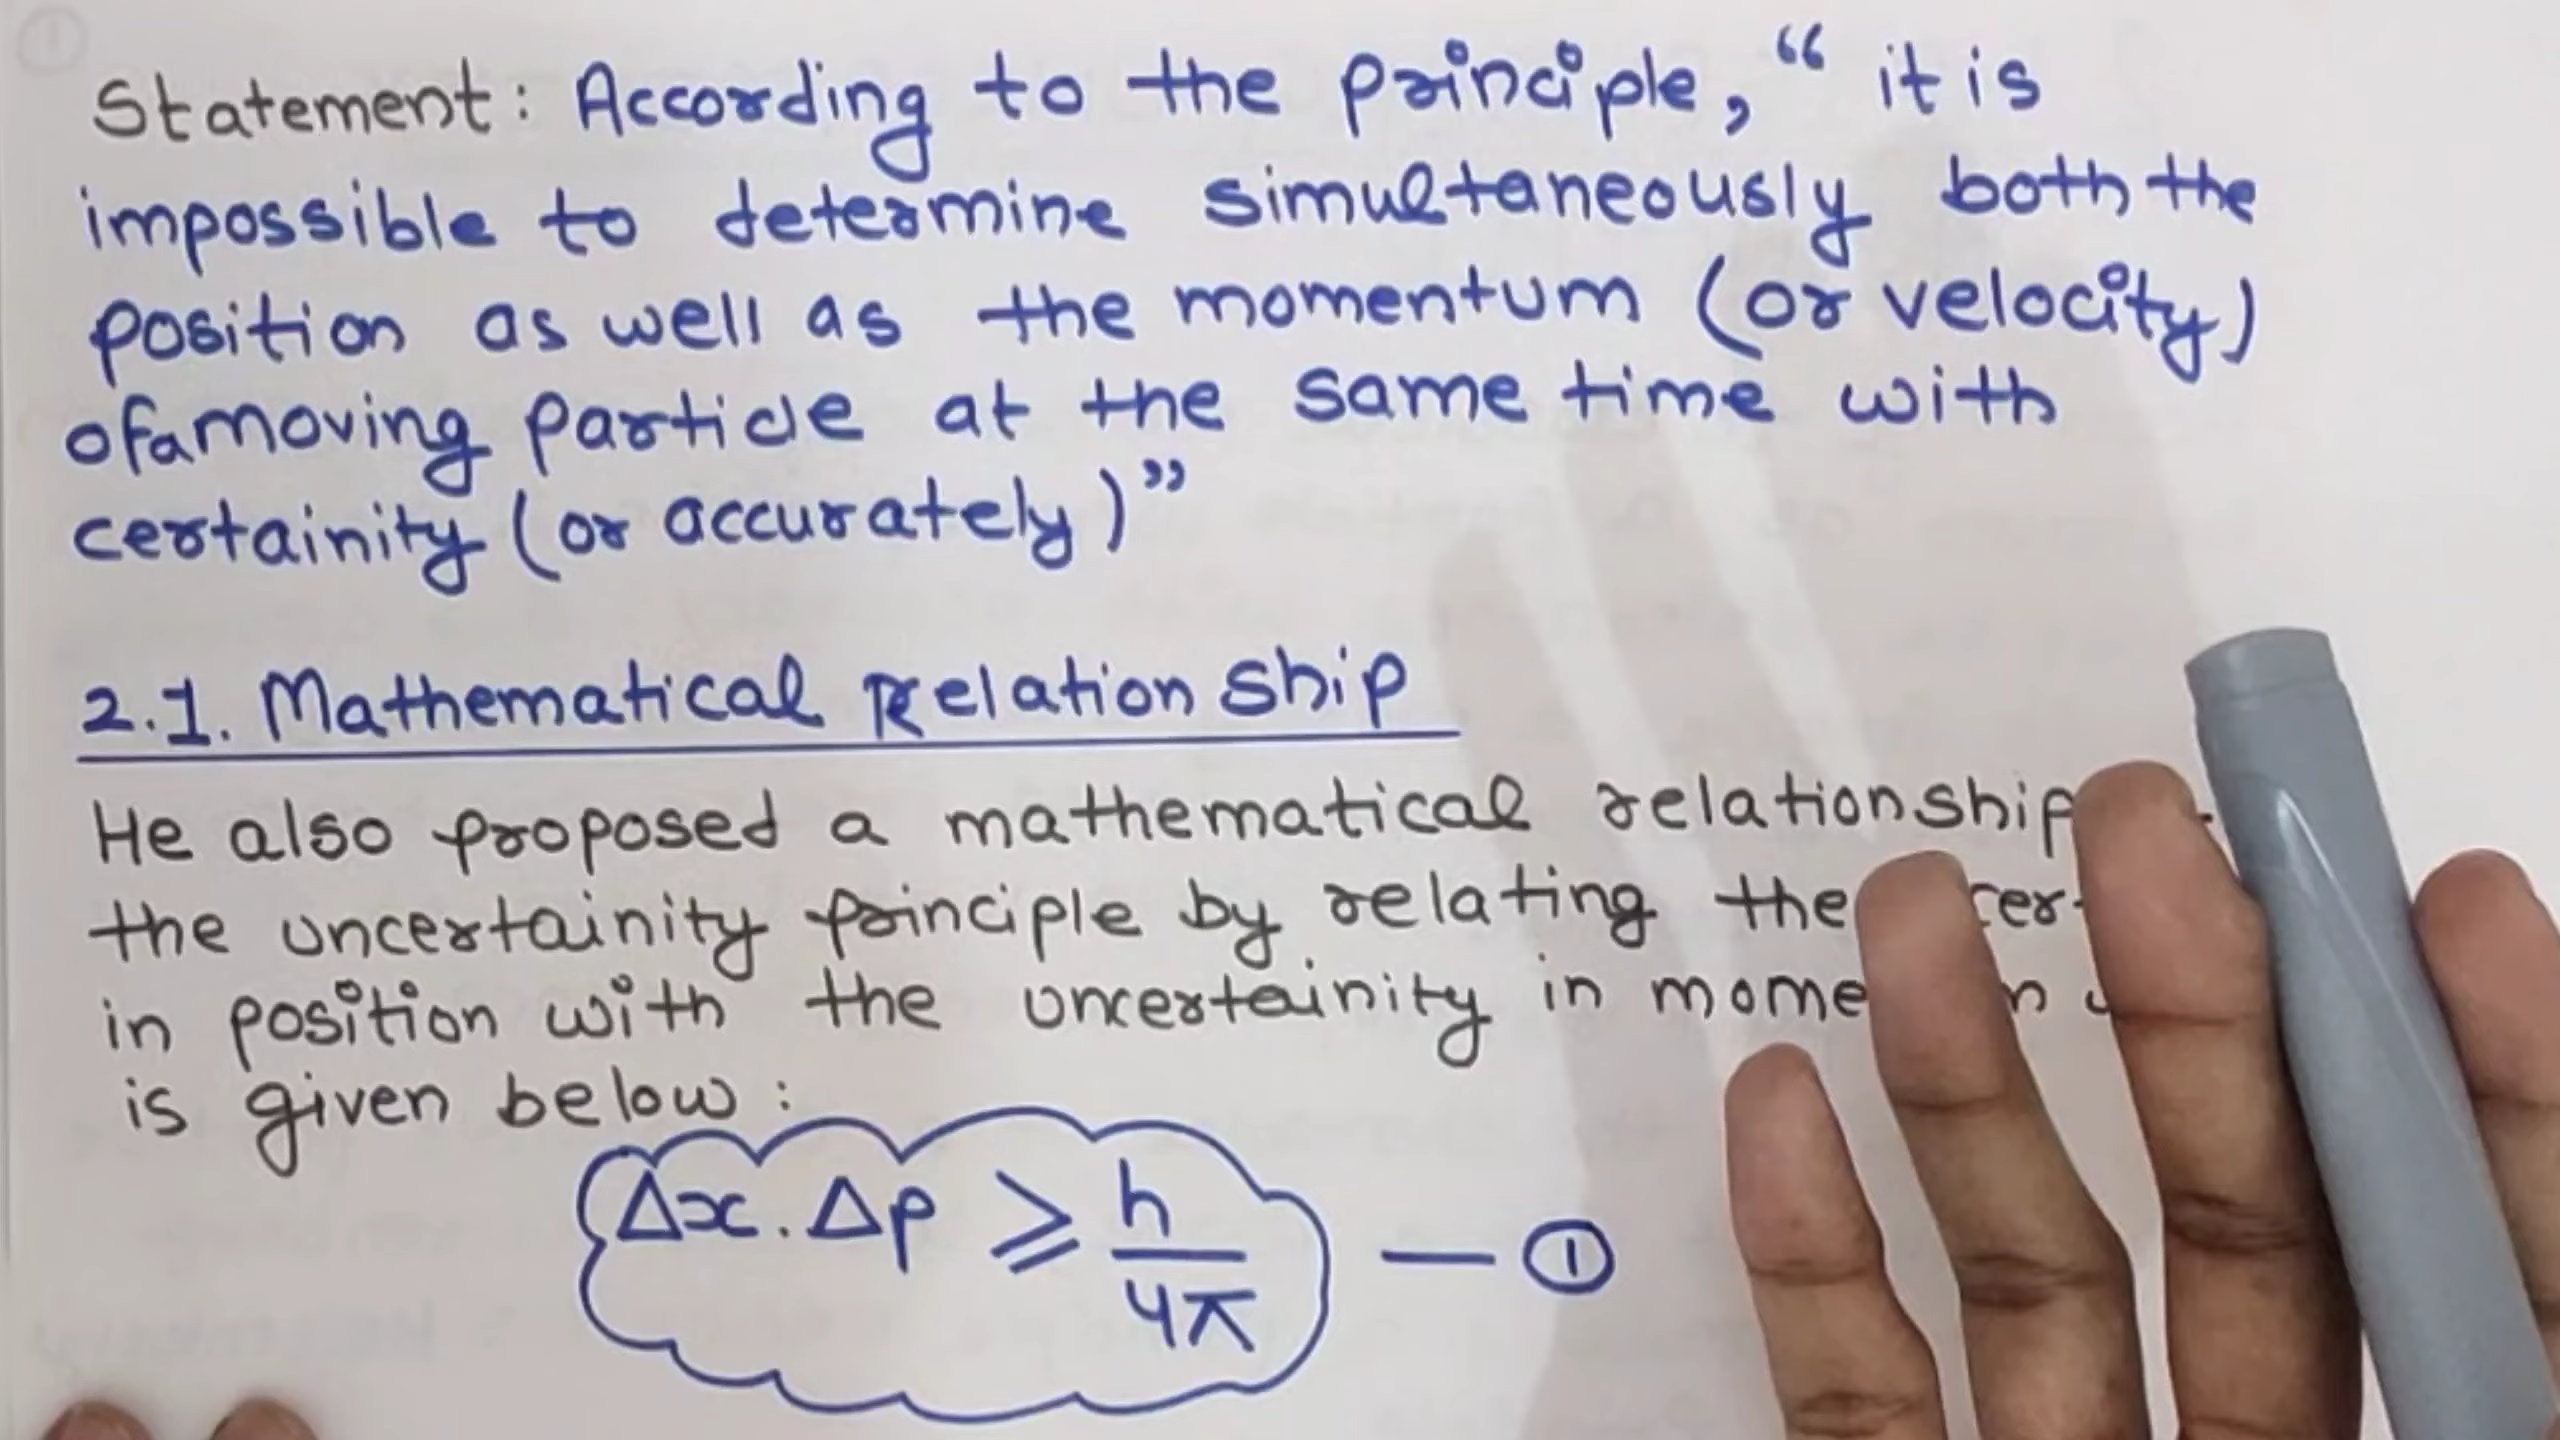 Statement: According to the principle, “ it is
impossible to determine simultaneously both the
position as well as the momentum (or velocity)
of a moving particle at the same time with
certainity (or accurately)”
2.1. Mathematical Relation Ship
He also proposed a mathematical relationship
the uncertainity principle by relating the
in position with the uncertainity in
is given below :
Δx . Δp ⩾ h/4π — ①